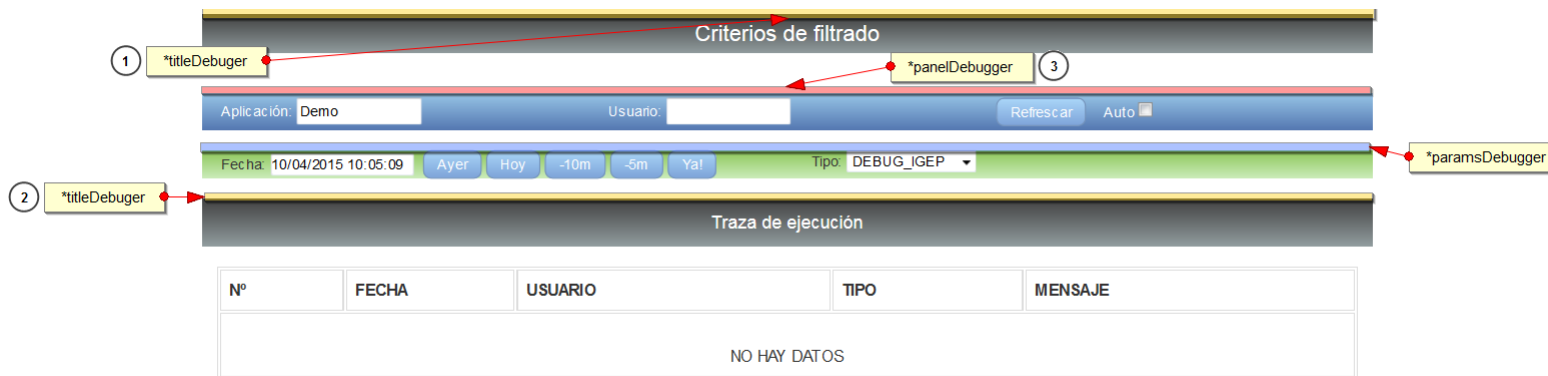 Criterios de filtrado
1 *titleDebuger
*panelDebugger 3
Aplicación: Demo Usuario: Refrescar Auto
Fecha: 10/04/2015 10:05:09 Ayer Hoy -10m -5m Ya! Tipo: DEBUG_IGEP
*paramsDebugger
2 *titleDebuger
Traza de ejecución
Nº FECHA USUARIO TIPO MENSAJE
NO HAY DATOS